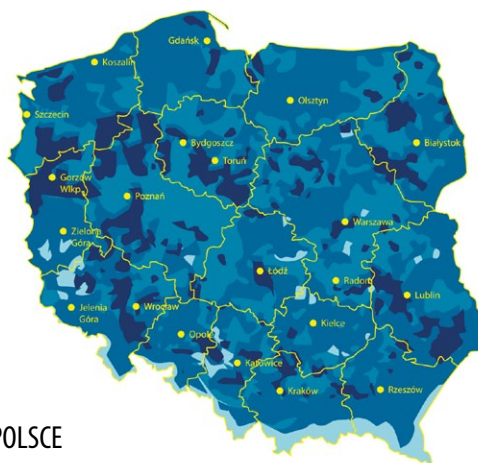 Gdańsk
Koszalin
Olsztyn
Szczecin
Bydgoszcz
Białystok
Toruń
Gorzów
Wlkp.
Poznań
Warszawa
Zielona
Góra
Łódź
Radom
Lublin
Jelenia
Góra
Wrocław
Kielce
Opole
Katowice
Kraków
Rzeszów
POLSCE